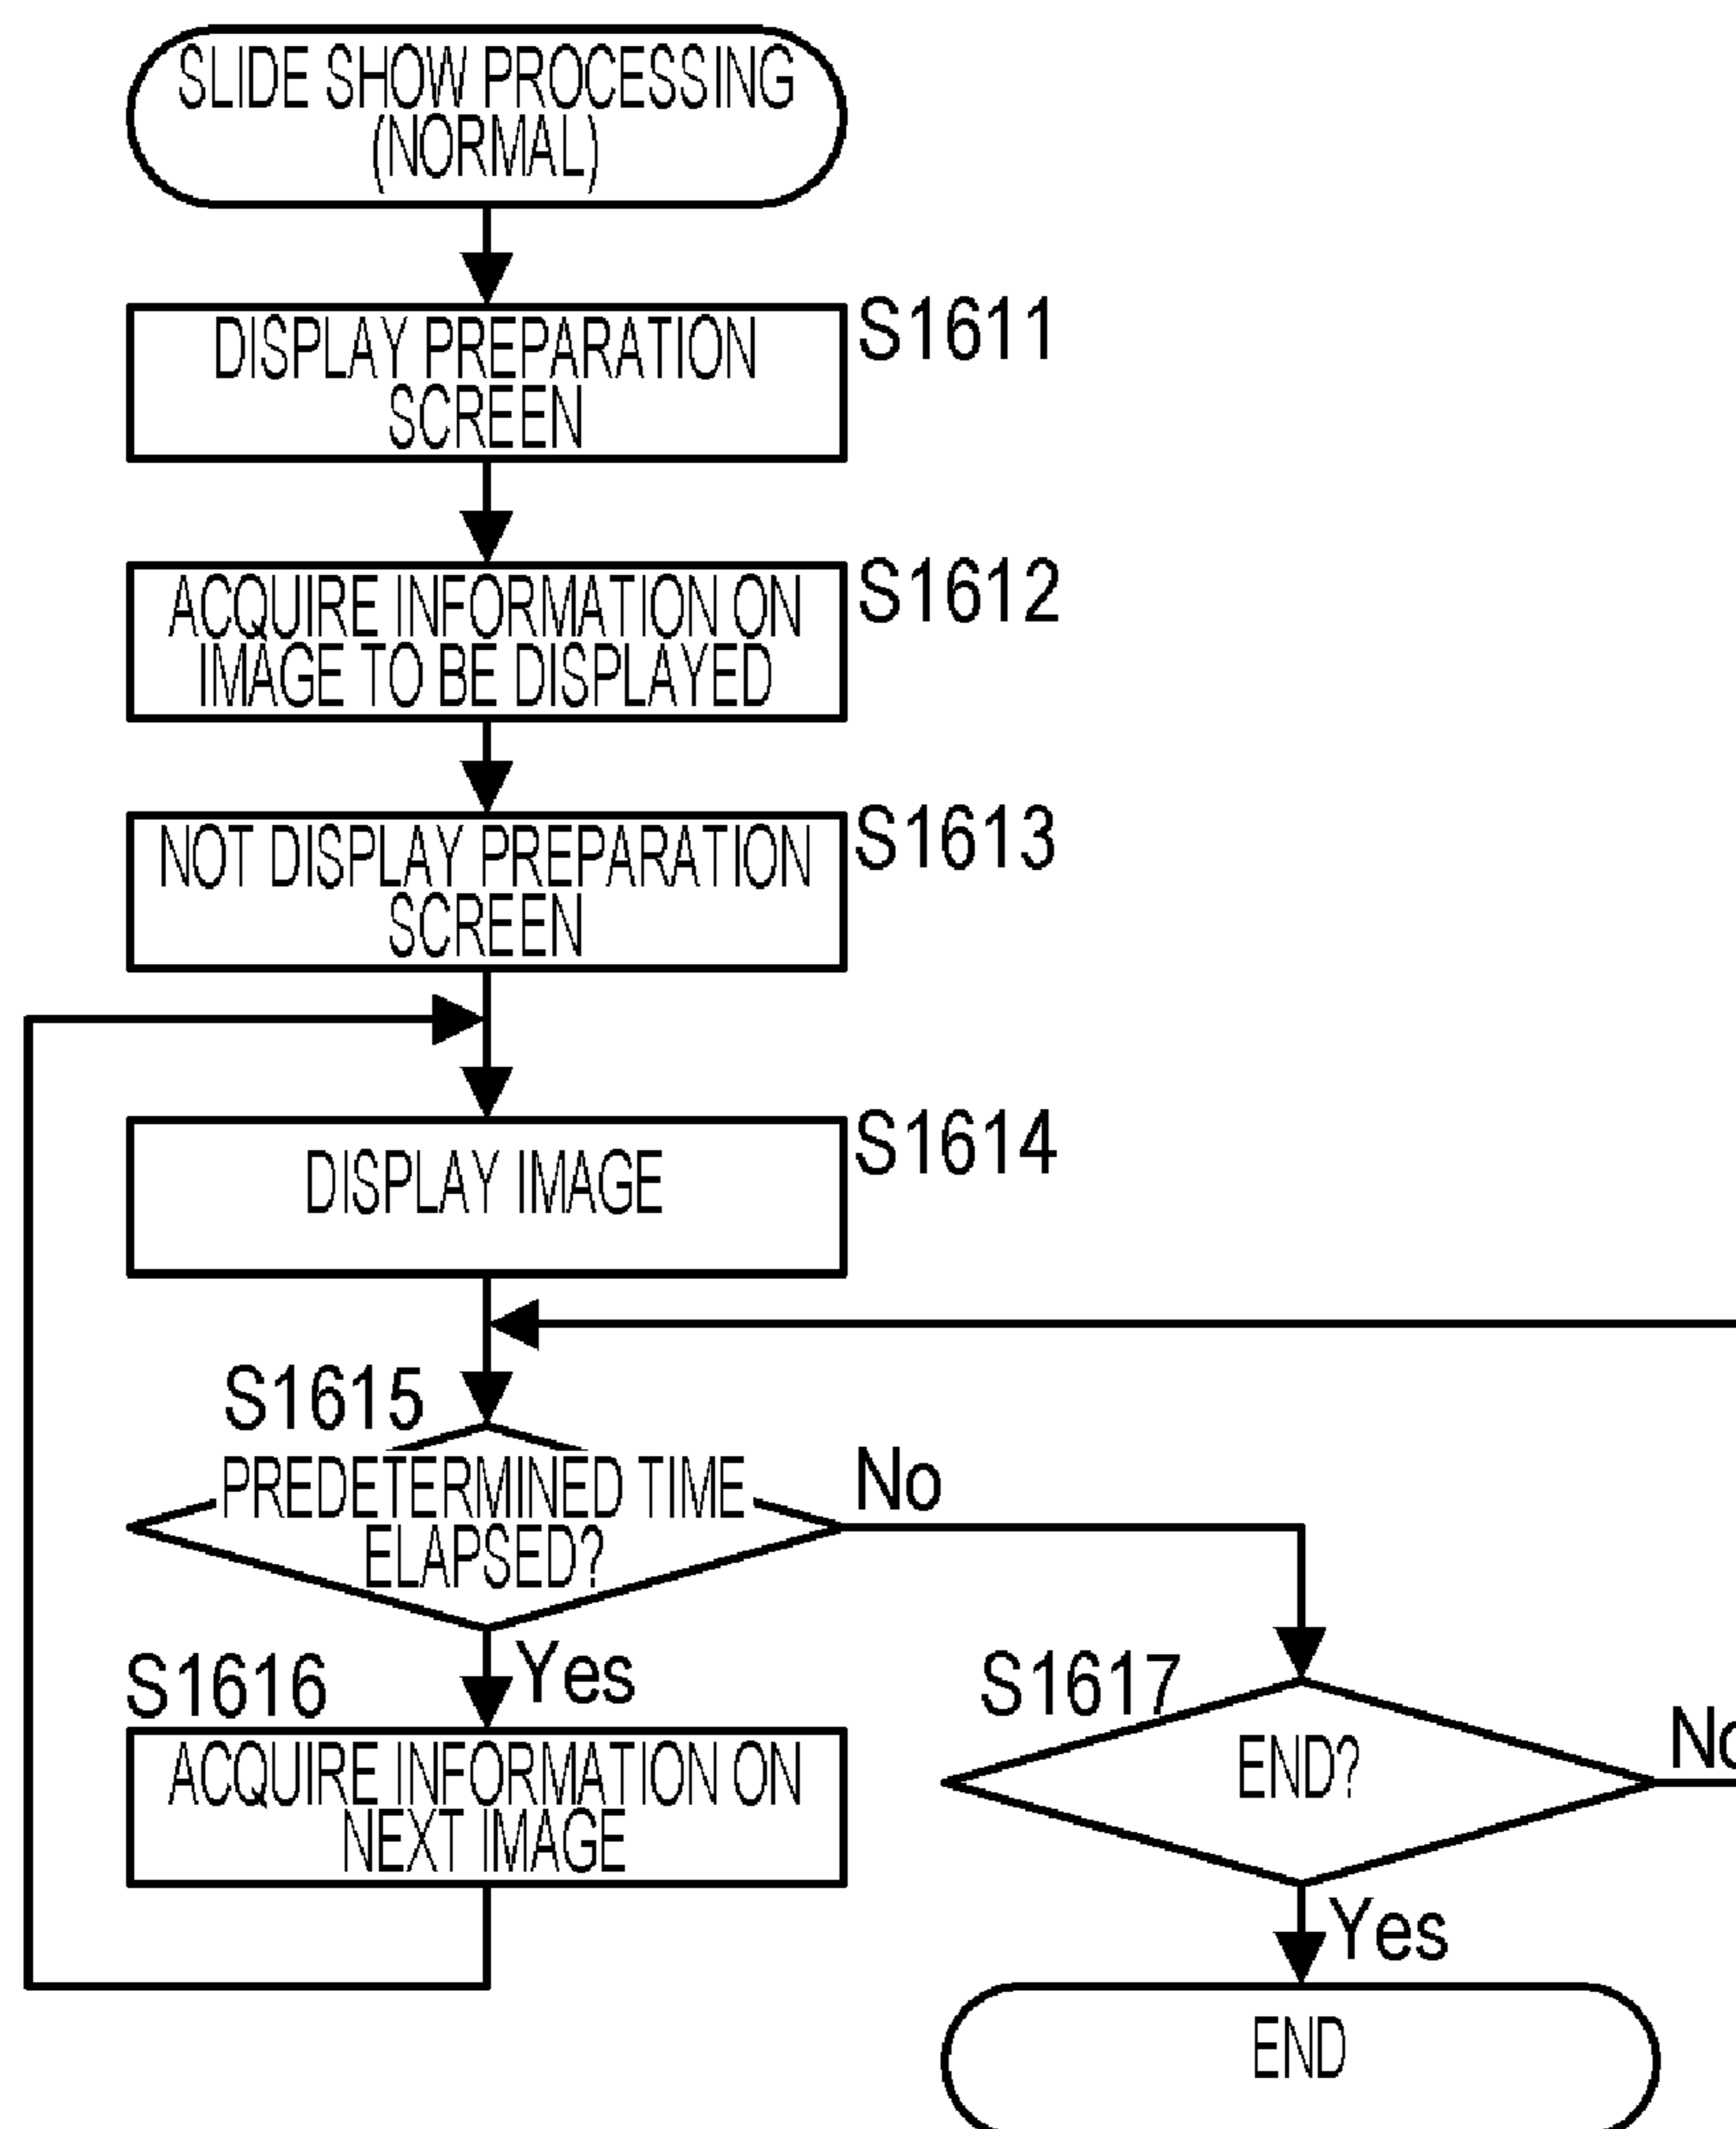 SLIDE SHOW PROCESSING
(NORMAL)
S1611
DISPLAY PREPARATION
SCREEN
S1612
ACQUIRE INFORMATION ON
IMAGE TO BE DISPLAYED
S1613
NOT DISPLAY PREPARATION
SCREEN
S1614
DISPLAY IMAGE
S1615
PREDETERMINED TIME
ELAPSED?
No
Yes
S1616
ACQUIRE INFORMATION ON
NEXT IMAGE
S1617
END?
No
Yes
END